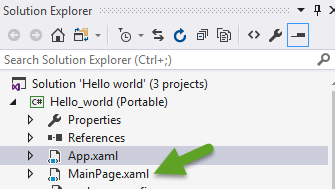 Solution Explorer
Search Solution Explorer (Ctrl+;)
Solution 'Hello world' (3 projects)
C# Hello_world (Portable)
Properties
References
App.xaml
MainPage.xaml